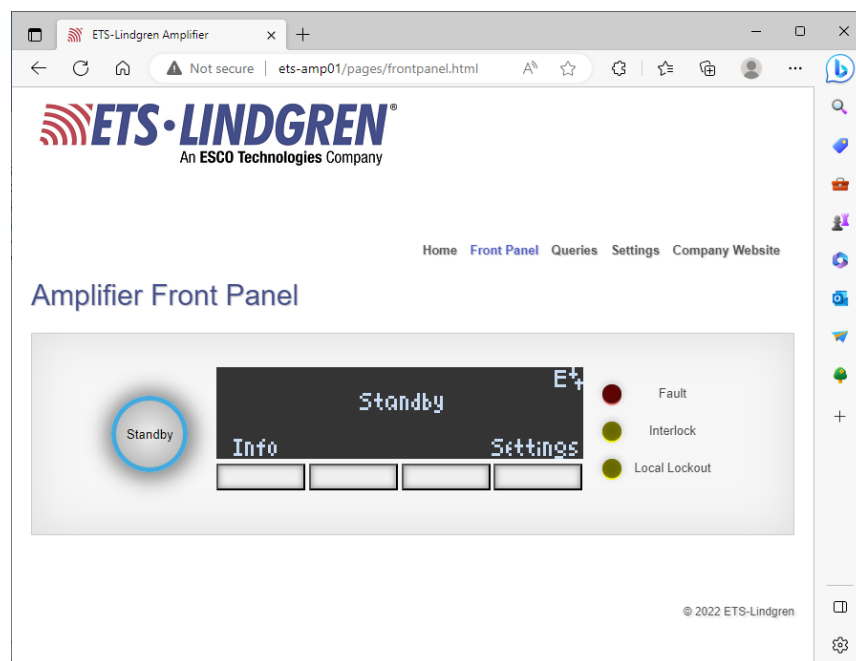 ETS-Lindgren Amplifier
Not secure | ets-amp01/pages/frontpanel.html
ETS·LINDGREN®
An ESCO Technologies Company
Home Front Panel Queries Settings Company Website
Amplifier Front Panel
Standby
Standby
Info Settings
Fault
Interlock
Local Lockout
© 2022 ETS-Lindgren